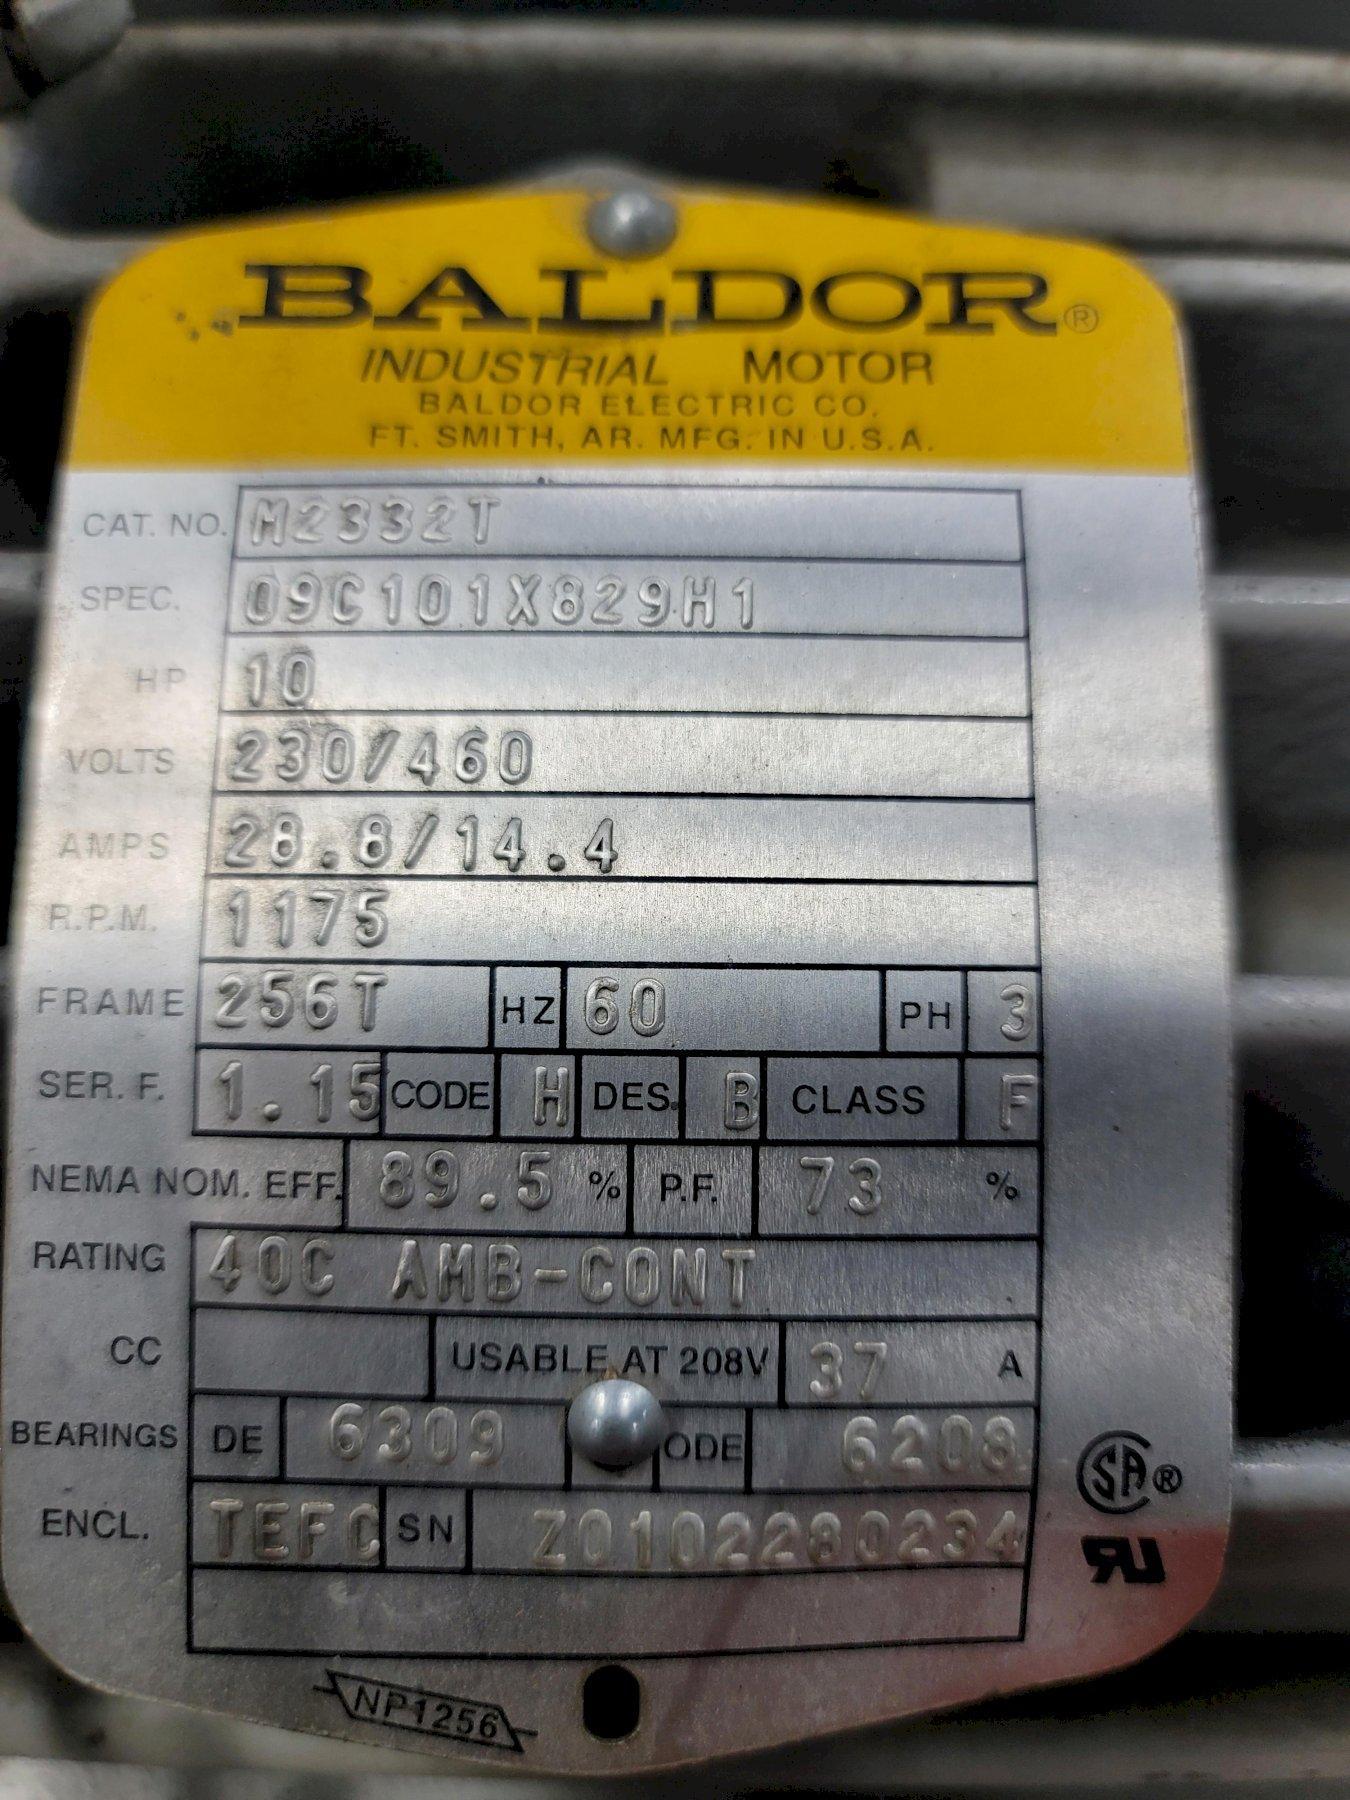 BALDOR®
INDUSTRIAL MOTOR
BALDOR ELECTRIC CO.
FT. SMITH, AR. MFG. IN U.S.A.
CAT. NO. M2332T
SPEC. 09C101X829H1
HP 10
VOLTS 230/460
AMPS 28.8/14.4
R.P.M. 1175
FRAME 256T HZ 60 PH 3
SER. F. 1.15 CODE H DES. B CLASS F
NEMA NOM. EFF. 89.5 % P.F. 73 %
RATING 40C AMB-CONT
CC USABLE AT 208V 37 A
BEARINGS DE 6309 ODE 6208
ENCL. TEFC SN Z0102280234
SA®
RU
NP1256